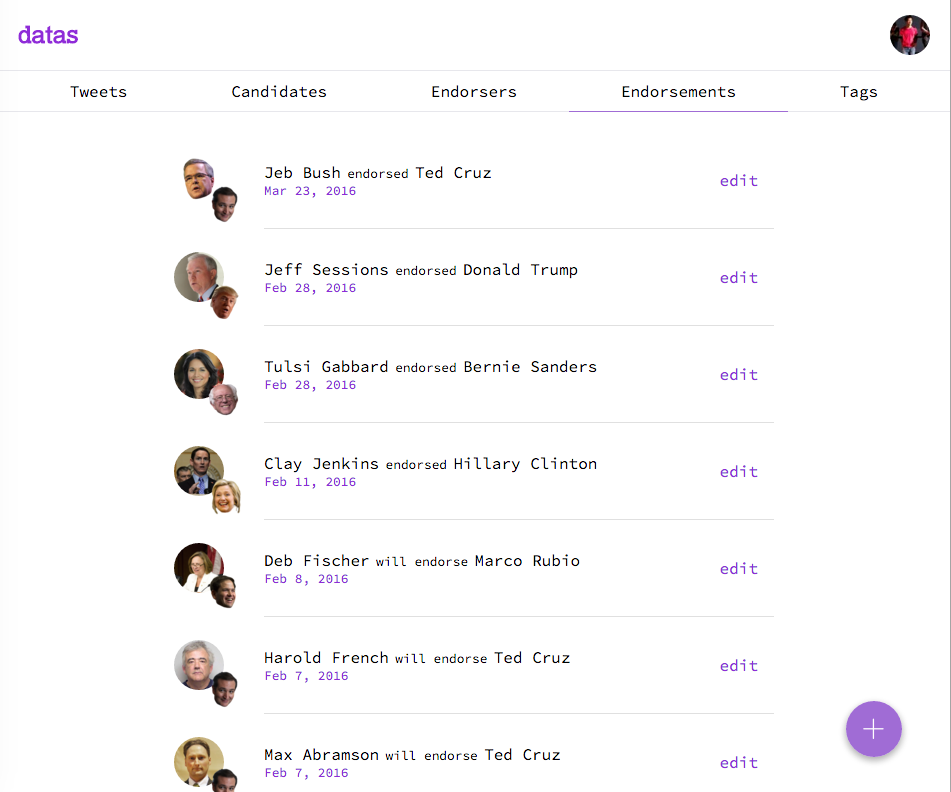 datas
Tweets Candidates Endorsers Endorsements Tags
Jeb Bush endorsed Ted Cruz
Mar 23, 2016
edit
Jeff Sessions endorsed Donald Trump
Feb 28, 2016
edit
Tulsi Gabbard endorsed Bernie Sanders
Feb 28, 2016
edit
Clay Jenkins endorsed Hillary Clinton
Feb 11, 2016
edit
Deb Fischer will endorse Marco Rubio
Feb 8, 2016
edit
Harold French will endorse Ted Cruz
Feb 7, 2016
edit
Max Abramson will endorse Ted Cruz
Feb 7, 2016
edit